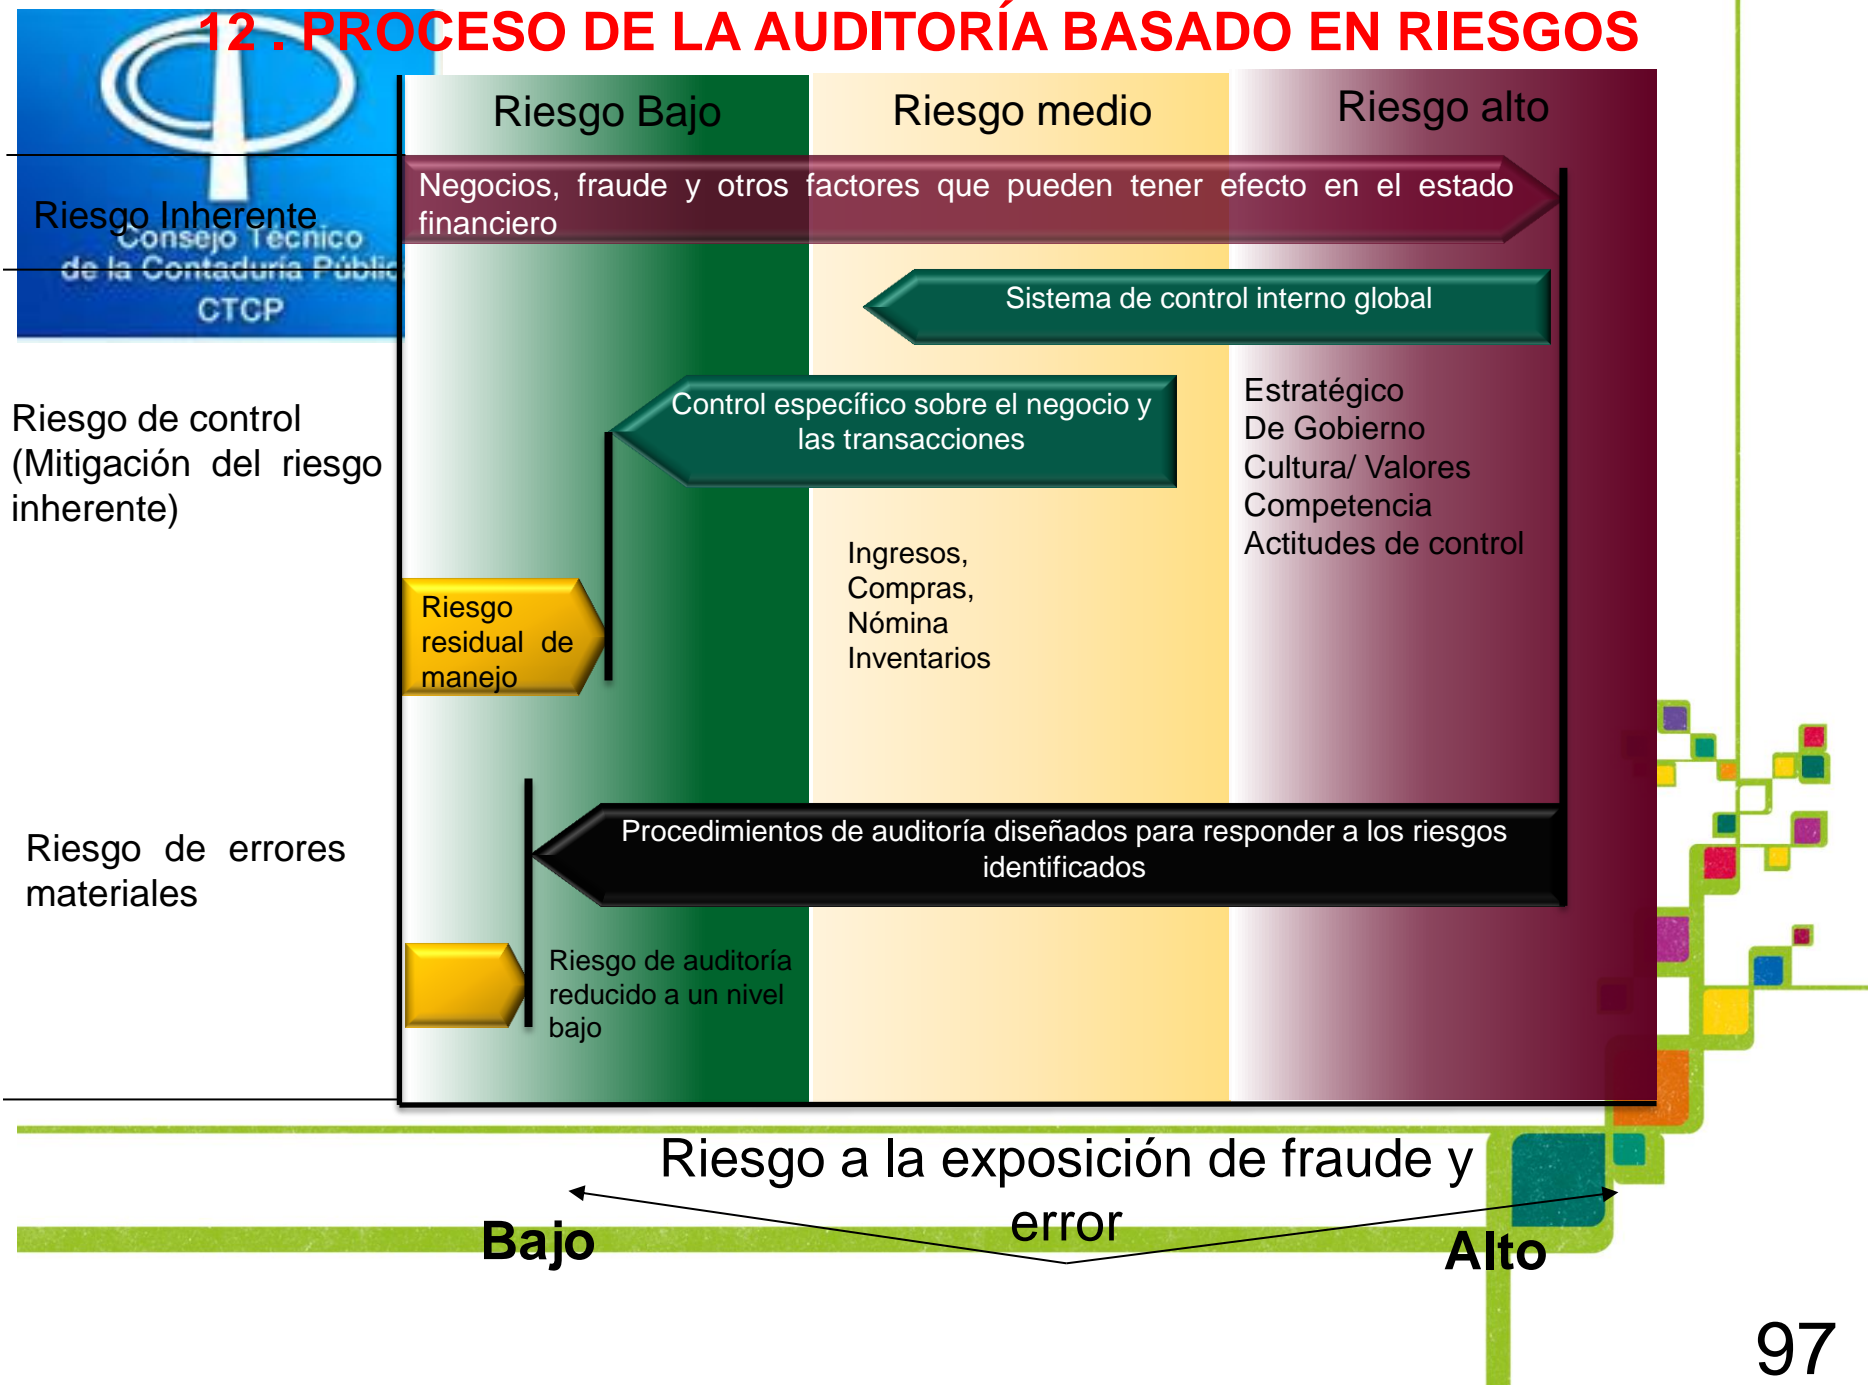 12 . PROCESO DE LA AUDITORÍA BASADO EN RIESGOS
Riesgo Bajo
Riesgo medio
Riesgo alto
Riesgo Inherente
Consejo Técnico
de la Contaduría Públic
CTCP
Negocios, fraude y otros factores que pueden tener efecto en el estado
financiero
Sistema de control interno global
Riesgo de control
(Mitigación del riesgo
inherente)
Control específico sobre el negocio y
las transacciones
Estratégico
De Gobierno
Cultura/ Valores
Competencia
Actitudes de control
Ingresos,
Compras,
Nómina
Inventarios
Riesgo
residual de
manejo
Riesgo de errores
materiales
Procedimientos de auditoría diseñados para responder a los riesgos
identificados
Riesgo de auditoría
reducido a un nivel
bajo
Riesgo a la exposición de fraude y
error
Bajo
Alto
97